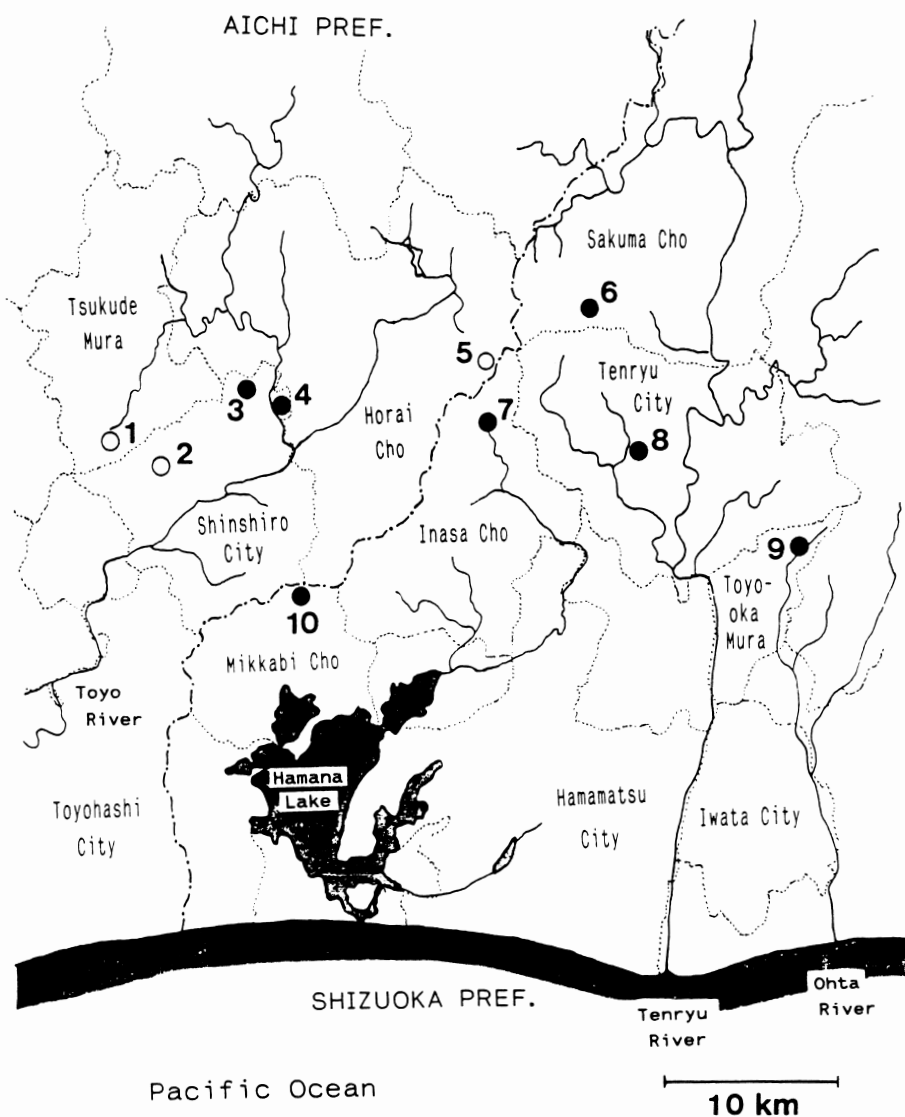 AICHI PREF.
Sakuma Cho
Tsukude
Mura
6
5
Tenryu
City
3
4
7
Horai
Cho
1
2
8
Shinshiro
City
Inasa Cho
9
Toyo-
oka
Mura
10
Mikkabi Cho
Toyo
River
Hamana
Lake
Toyohashi
City
Hamamatsu
City
Iwata City
SHIZUOKA PREF.
Ohta
River
Tenryu
River
Pacific Ocean
10 km